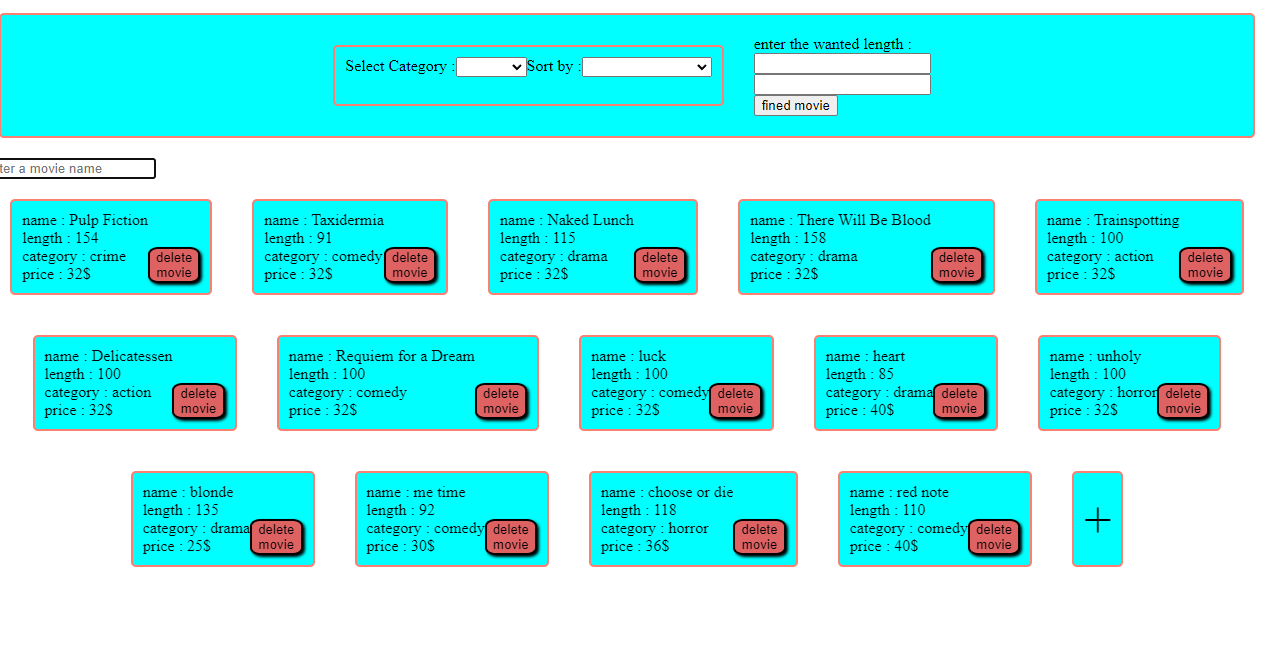 Select Category : Sort by :
enter the wanted length :
fined movie
ter a movie name
name : Pulp Fiction
length : 154
category : crime
price : 32$
delete
movie
name : Taxidermia
length : 91
category : comedy
price : 32$
delete
movie
name : Naked Lunch
length : 115
category : drama
price : 32$
delete
movie
name : There Will Be Blood
length : 158
category : drama
price : 32$
delete
movie
name : Trainspotting
length : 100
category : action
price : 32$
delete
movie
name : Delicatessen
length : 100
category : action
price : 32$
delete
movie
name : Requiem for a Dream
length : 100
category : comedy
price : 32$
delete
movie
name : luck
length : 100
category : comedy
price : 32$
delete
movie
name : heart
length : 85
category : drama
price : 40$
delete
movie
name : unholy
length : 100
category : horror
price : 32$
delete
movie
name : blonde
length : 135
category : drama
price : 25$
delete
movie
name : me time
length : 92
category : comedy
price : 30$
delete
movie
name : choose or die
length : 118
category : horror
price : 36$
delete
movie
name : red note
length : 110
category : comedy
price : 40$
delete
movie
+